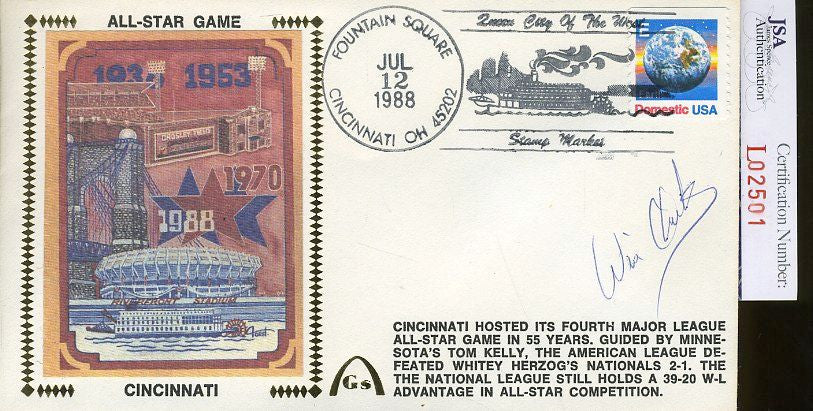 ALL-STAR GAME
1934 1953
CROSLEY FIELD
1970
1988
RIVERFRONT STADIUM
CINCINNATI
FOUNTAIN SQUARE
JUL
12
1988
CINCINNATI OH 45202
Queen City Of The West
Stamp Market
E
Earth
Domestic USA
Gs
CINCINNATI HOSTED ITS FOURTH MAJOR LEAGUE
ALL-STAR GAME IN 55 YEARS. GUIDED BY MINNE-
SOTA'S TOM KELLY, THE AMERICAN LEAGUE DE-
FEATED WHITEY HERZOG'S NATIONALS 2-1. THE
THE NATIONAL LEAGUE STILL HOLDS A 39-20 W-L
ADVANTAGE IN ALL-STAR COMPETITION.
JSA
James Spence
Authentication
Certification Number:
L02501